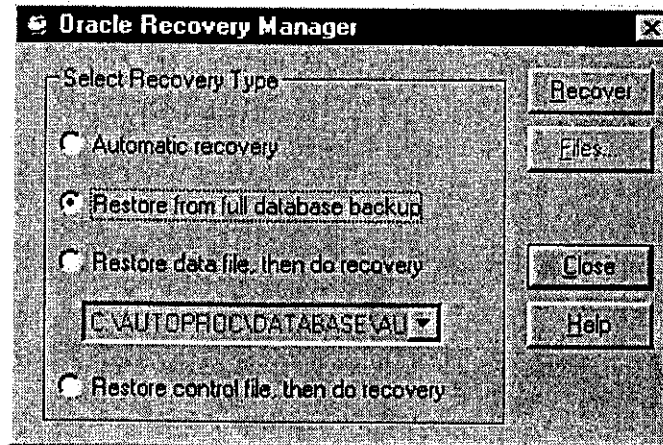 Oracle Recovery Manager
Select Recovery Type
Recover
Automatic recovery
Files...
Restore from full database backup
Restore data file, then do recovery
Close
C:\AUTOPROC\DATABASE\AU
Help
Restore control file, then do recovery